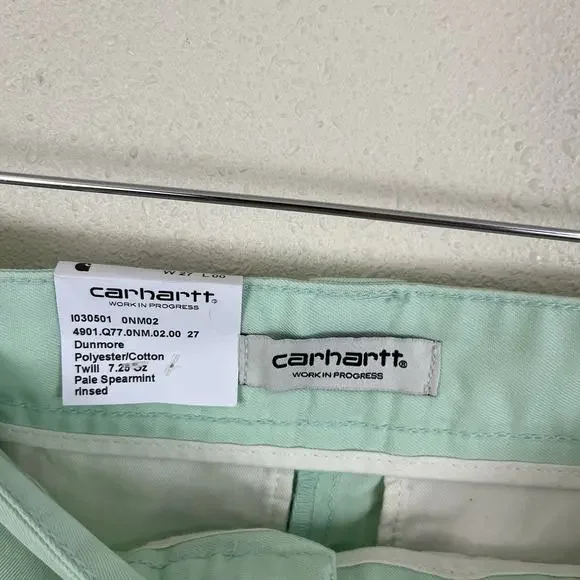 W 27 L 00
carhartt
WORK IN PROGRESS
I030501 0NM02
4901.Q77.0NM.02.00 27
Dunmore
Polyester/Cotton
Twill 7.25 Oz
Pale Spearmint
rinsed
carhartt®
WORK IN PROGRESS